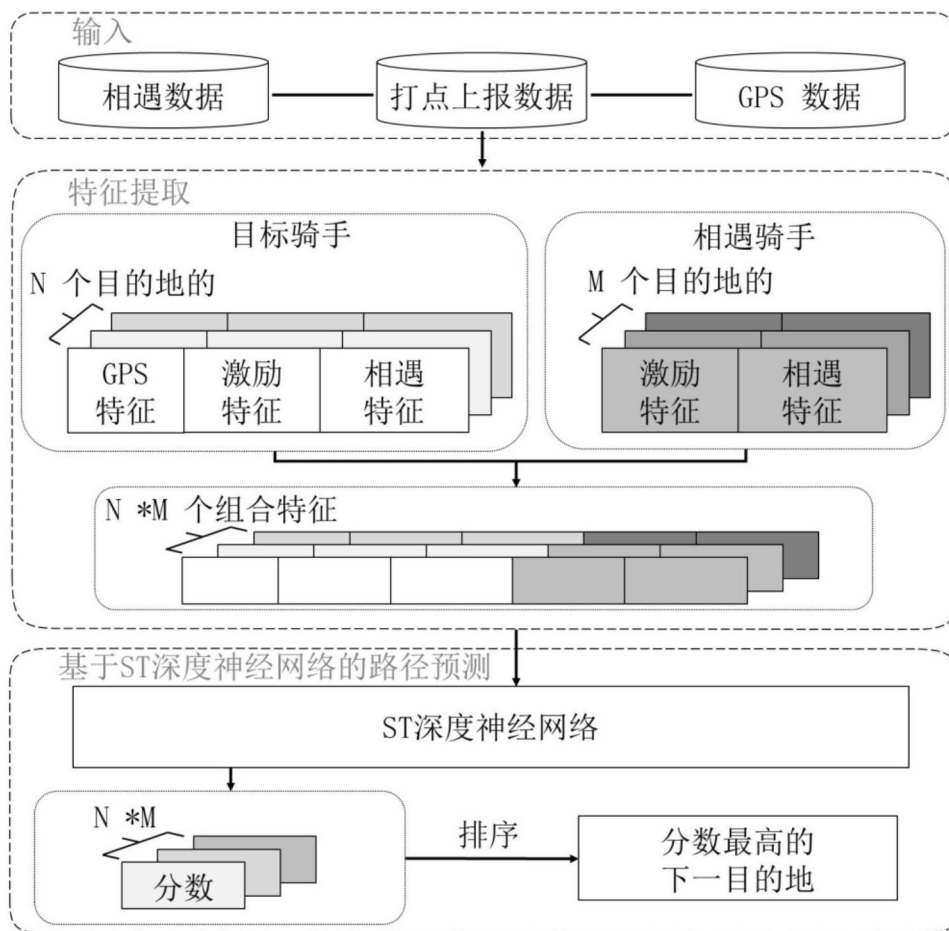 输入
相遇数据
打点上报数据
GPS 数据
特征提取
目标骑手
N 个目的地的
GPS
特征
激励
特征
相遇
特征
相遇骑手
M 个目的地的
激励
特征
相遇
特征
N *M 个组合特征
基于ST深度神经网络的路径预测
ST深度神经网络
N *M
分数
排序
分数最高的
下一目的地